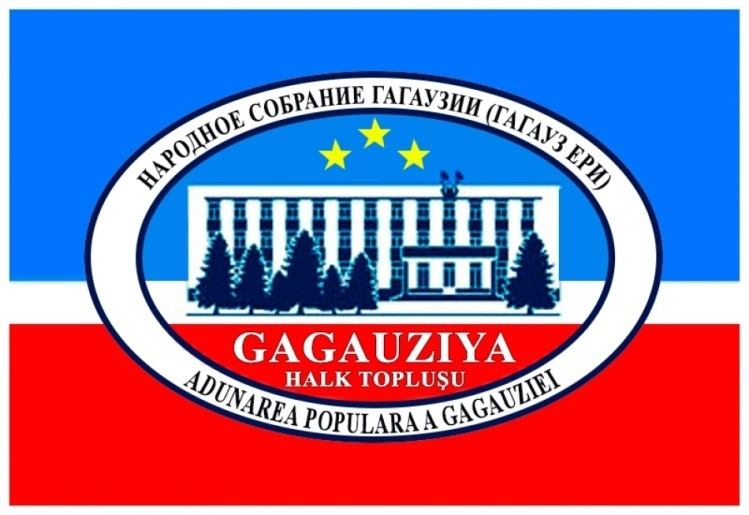 НАРОДНОЕ СОБРАНИЕ ГАГАУЗИИ (ГАГАУЗ ЕРИ)
GAGAUZIYA
HALK TOPLUŞU
ADUNAREA POPULARA A GAGAUZIEI